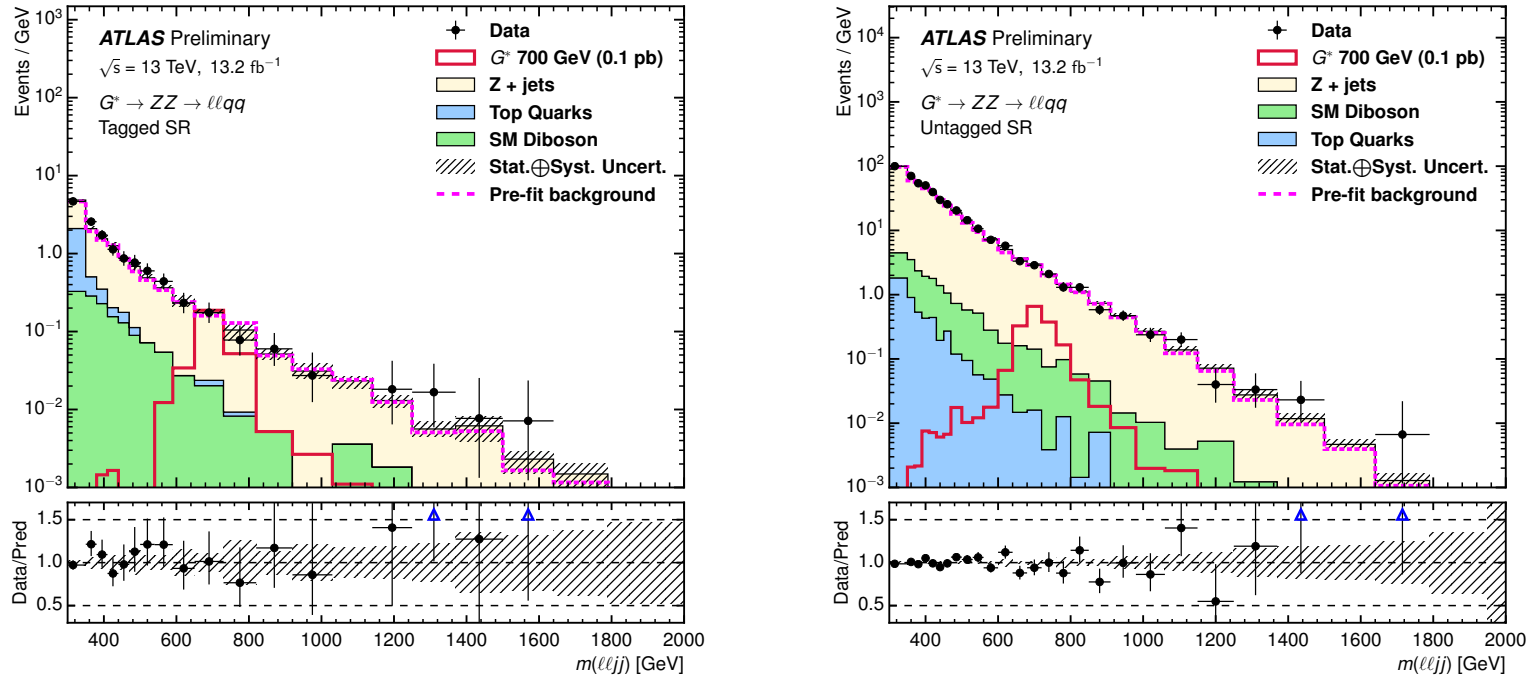 Events / GeV
10³
10²
10¹
1.0
10⁻¹
10⁻²
10⁻³
ATLAS Preliminary
√s = 13 TeV, 13.2 fb⁻¹
G* → ZZ → ℓℓqq
Tagged SR
Data
G* 700 GeV (0.1 pb)
Z + jets
Top Quarks
SM Diboson
Stat.⊕Syst. Uncert.
Pre-fit background
Data/Pred
1.5
1.0
0.5
400 600 800 1000 1200 1400 1600 1800 2000
m(ℓℓjj) [GeV]
Events / GeV
10⁴
10³
10²
10¹
1.0
10⁻¹
10⁻²
10⁻³
ATLAS Preliminary
√s = 13 TeV, 13.2 fb⁻¹
G* → ZZ → ℓℓqq
Untagged SR
Data
G* 700 GeV (0.1 pb)
Z + jets
SM Diboson
Top Quarks
Stat.⊕Syst. Uncert.
Pre-fit background
Data/Pred
1.5
1.0
0.5
400 600 800 1000 1200 1400 1600 1800 2000
m(ℓℓjj) [GeV]